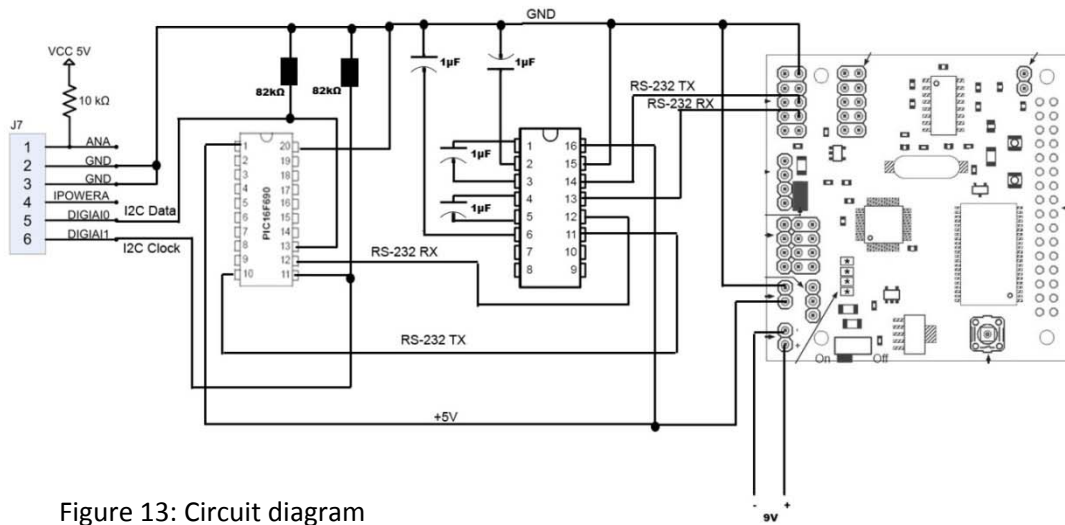 GND
VCC 5V
10 kΩ
J7
1 ANA
2 GND
3 GND
4 IPOWERA
5 DIGIAI0 I2C Data
6 DIGIAI1 I2C Clock
82kΩ
82kΩ
1µF
1µF
1µF
1µF
PIC16F690
1 20
2 19
3 18
4 17
5 16
6 15
7 14
8 13
9 12
10 11
RS-232 RX
RS-232 TX
+5V
1 16
2 15
3 14
4 13
5 12
6 11
7 10
8 9
RS-232 TX
RS-232 RX
- +
On Off
- +
9V
Figure 13: Circuit diagram